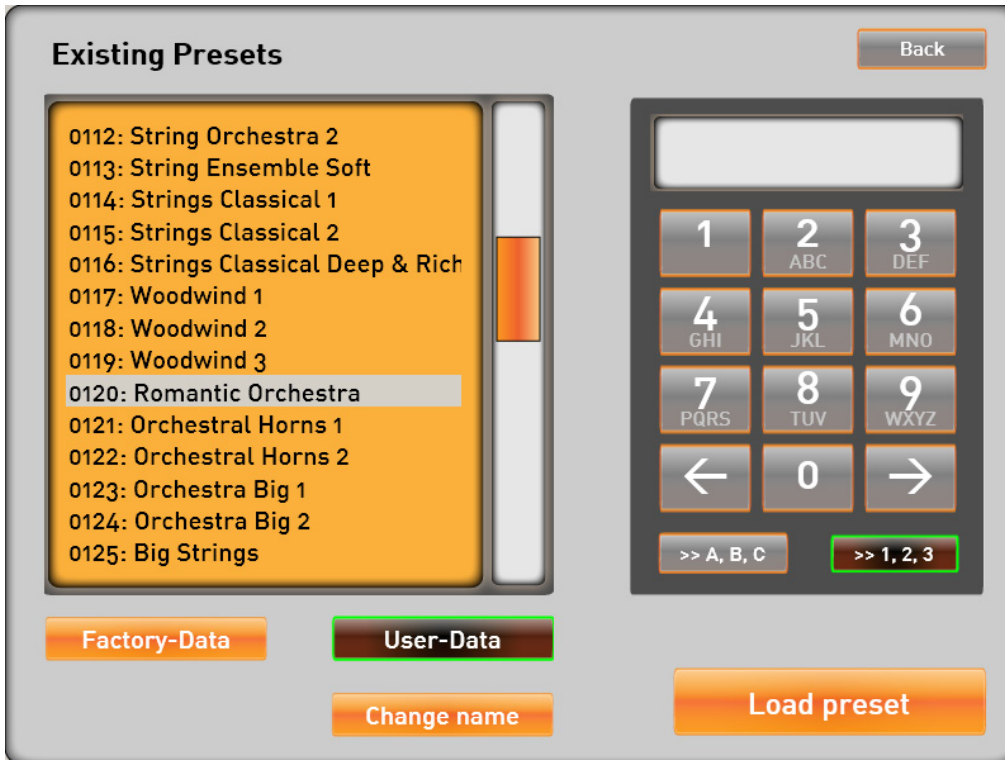 Existing Presets
Back
0112: String Orchestra 2
0113: String Ensemble Soft
0114: Strings Classical 1
0115: Strings Classical 2
0116: Strings Classical Deep & Rich
0117: Woodwind 1
0118: Woodwind 2
0119: Woodwind 3
0120: Romantic Orchestra
0121: Orchestral Horns 1
0122: Orchestral Horns 2
0123: Orchestra Big 1
0124: Orchestra Big 2
0125: Big Strings
1 2 3
ABC DEF
4 5 6
GHI JKL MNO
7 8 9
PQRS TUV WXYZ
← 0 →
>> A, B, C >> 1, 2, 3
Factory-Data User-Data
Change name
Load preset